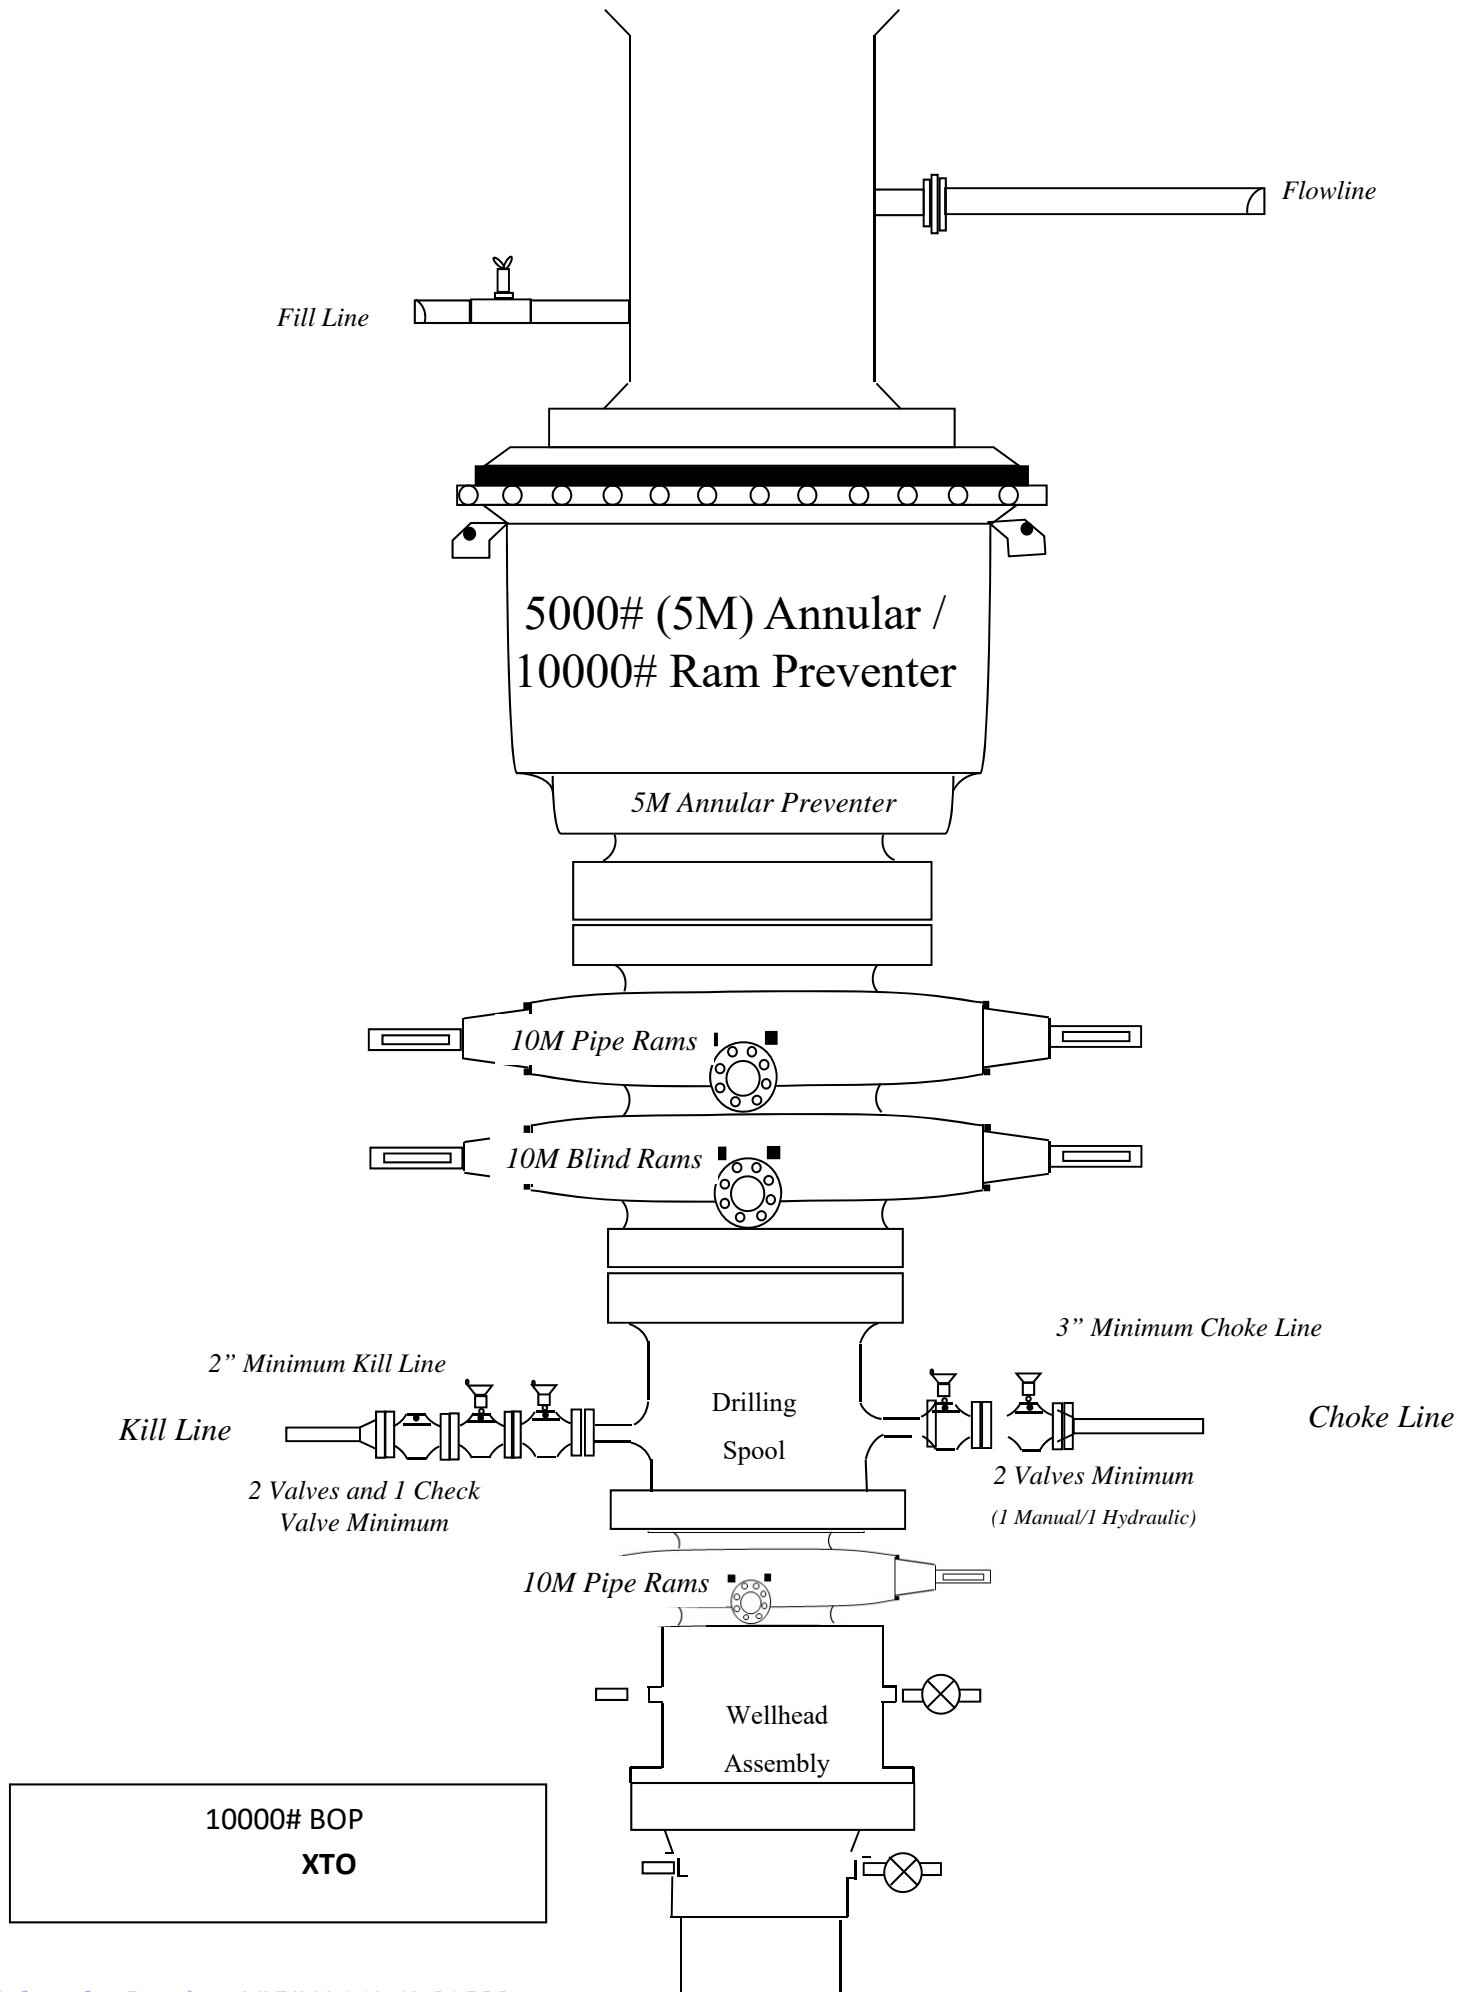 Flowline
Fill Line
5000# (5M) Annular /
10000# Ram Preventer
5M Annular Preventer
10M Pipe Rams
10M Blind Rams
3” Minimum Choke Line
2” Minimum Kill Line
Drilling
Spool
Kill Line
Choke Line
2 Valves and 1 Check
Valve Minimum
2 Valves Minimum
(1 Manual/1 Hydraulic)
10M Pipe Rams
Wellhead
Assembly
10000# BOP
XTO